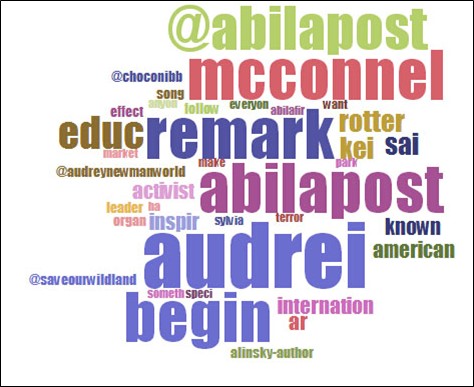 @abilapost
@choconibb mcconnel
song
anyon everyon want
effect follow abilafir
educ remark rotter
kei sai
market make park
@audreynewmanworld
activist abilapost
leader ba
organ inspir sylvia terror known
audrei american
@saveourwildland
someth speci
begin internation
ar
alinsky-author